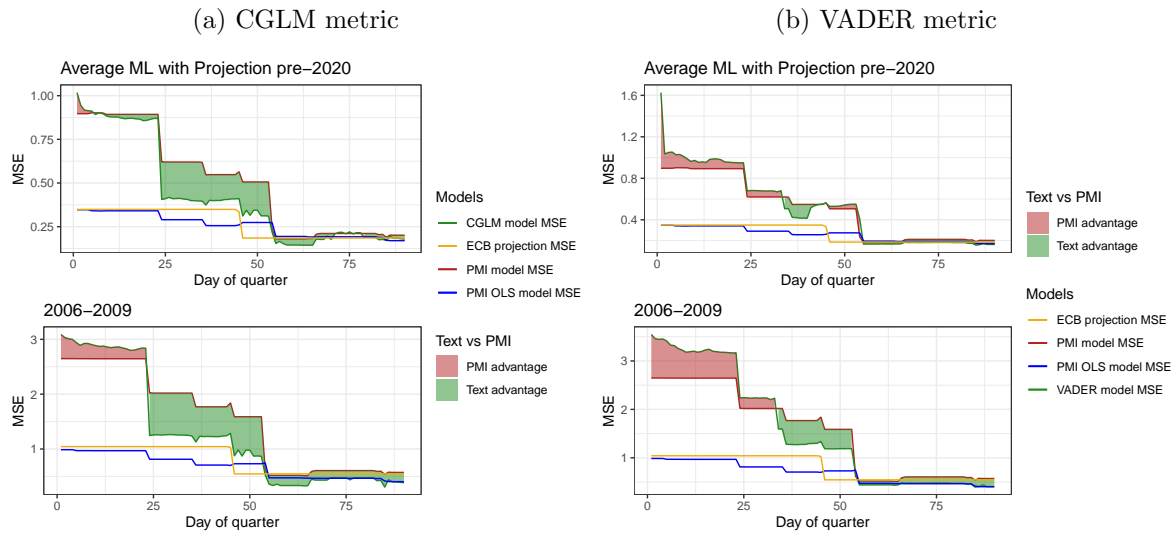 (a) CGLM metric
Average ML with Projection pre−2020
1.00
0.75
0.50
0.25
MSE
0
25
50
75
Day of quarter
2006−2009
3
2
1
MSE
0
25
50
75
Day of quarter
Models
CGLM model MSE
ECB projection MSE
PMI model MSE
PMI OLS model MSE
Text vs PMI
PMI advantage
Text advantage
(b) VADER metric
Average ML with Projection pre−2020
1.6
1.2
0.8
0.4
MSE
0
25
50
75
Day of quarter
2006−2009
3
2
1
MSE
0
25
50
75
Day of quarter
Text vs PMI
PMI advantage
Text advantage
Models
ECB projection MSE
PMI model MSE
PMI OLS model MSE
VADER model MSE